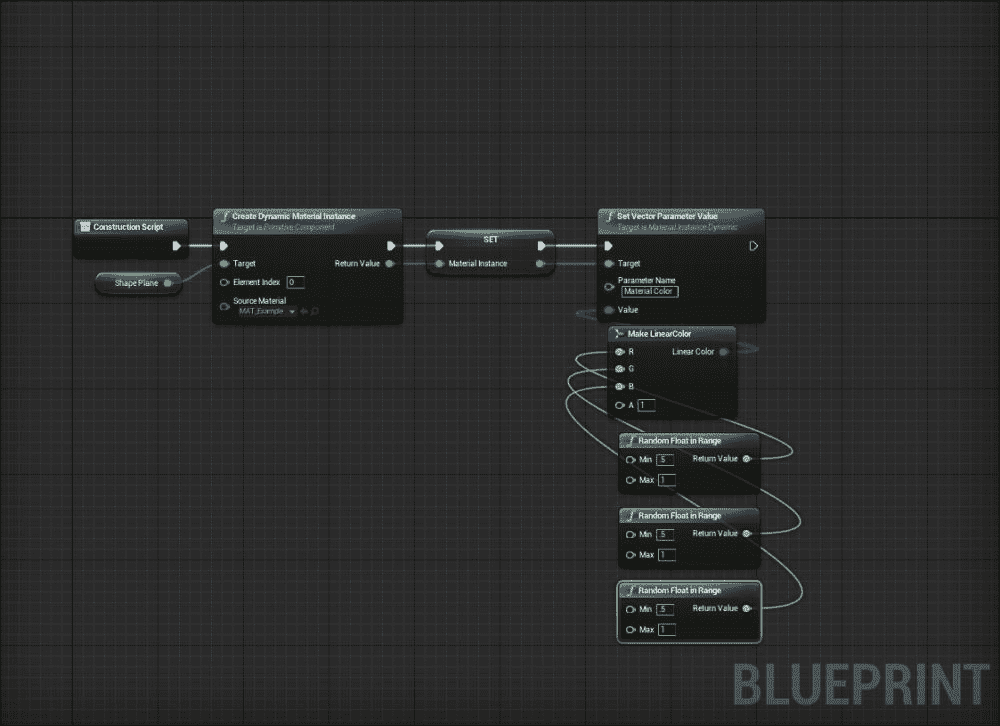 Construction Script
Shape Plane
Create Dynamic Material Instance
Target is Primitive Component
Target
Return Value
Element Index 0
Source Material
MAT_Example
SET
Material Instance
Set Vector Parameter Value
Target is Material Instance Dynamic
Target
Parameter Name
Material Color
Value
Make LinearColor
R
Linear Color
G
B
A 1
Random Float in Range
Min .5
Return Value
Max 1
Random Float in Range
Min .5
Return Value
Max 1
Random Float in Range
Min .5
Return Value
Max 1
BLUEPRINT